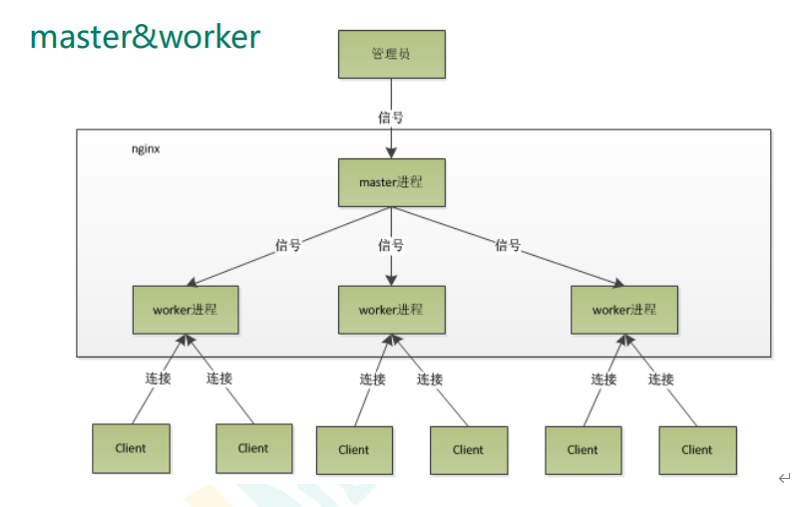 master&worker
管理员
信号
nginx
master进程
信号 信号 信号
worker进程 worker进程 worker进程
连接 连接 连接 连接 连接 连接
Client Client Client Client Client Client